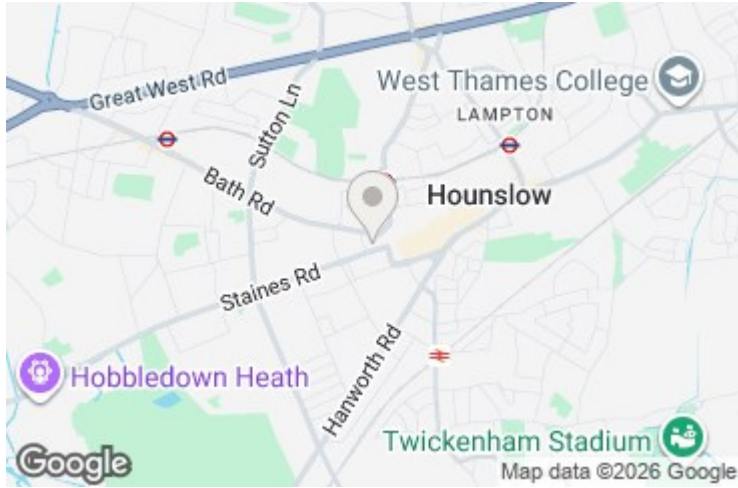 Great West Rd
West Thames College
LAMPTON
Sutton Ln
Bath Rd
Hounslow
Staines Rd
Hanworth Rd
Hobbledown Heath
Twickenham Stadium
Google
Map data ©2026 Google